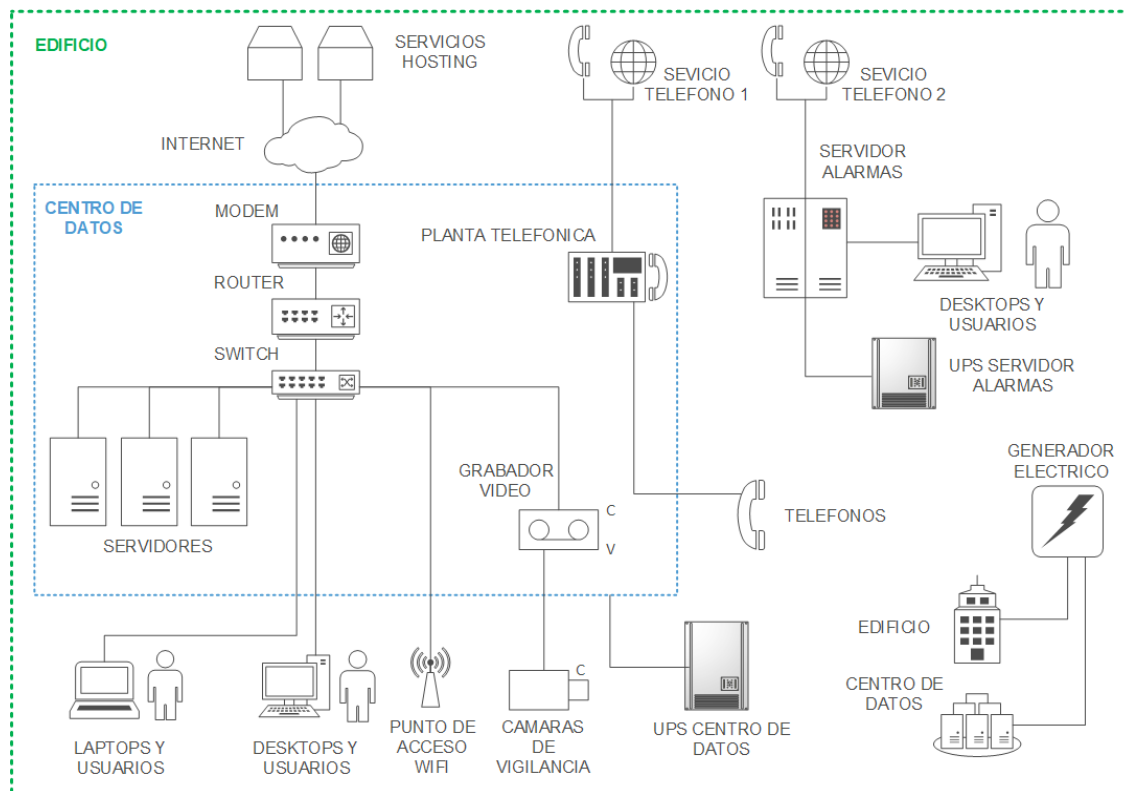 EDIFICIO
SERVICIOS
HOSTING
SEVICIO
TELEFONO 1
SEVICIO
TELEFONO 2
INTERNET
SERVIDOR
ALARMAS
CENTRO DE
DATOS
MODEM
PLANTA TELEFONICA
ROUTER
DESKTOPS Y
USUARIOS
SWITCH
UPS SERVIDOR
ALARMAS
GENERADOR
ELECTRICO
GRABADOR
VIDEO
C
V
TELEFONOS
SERVIDORES
EDIFICIO
C
CENTRO DE
DATOS
LAPTOPS Y
USUARIOS
DESKTOPS Y
USUARIOS
PUNTO DE
ACCESO
WIFI
CAMARAS
DE
VIGILANCIA
UPS CENTRO DE
DATOS